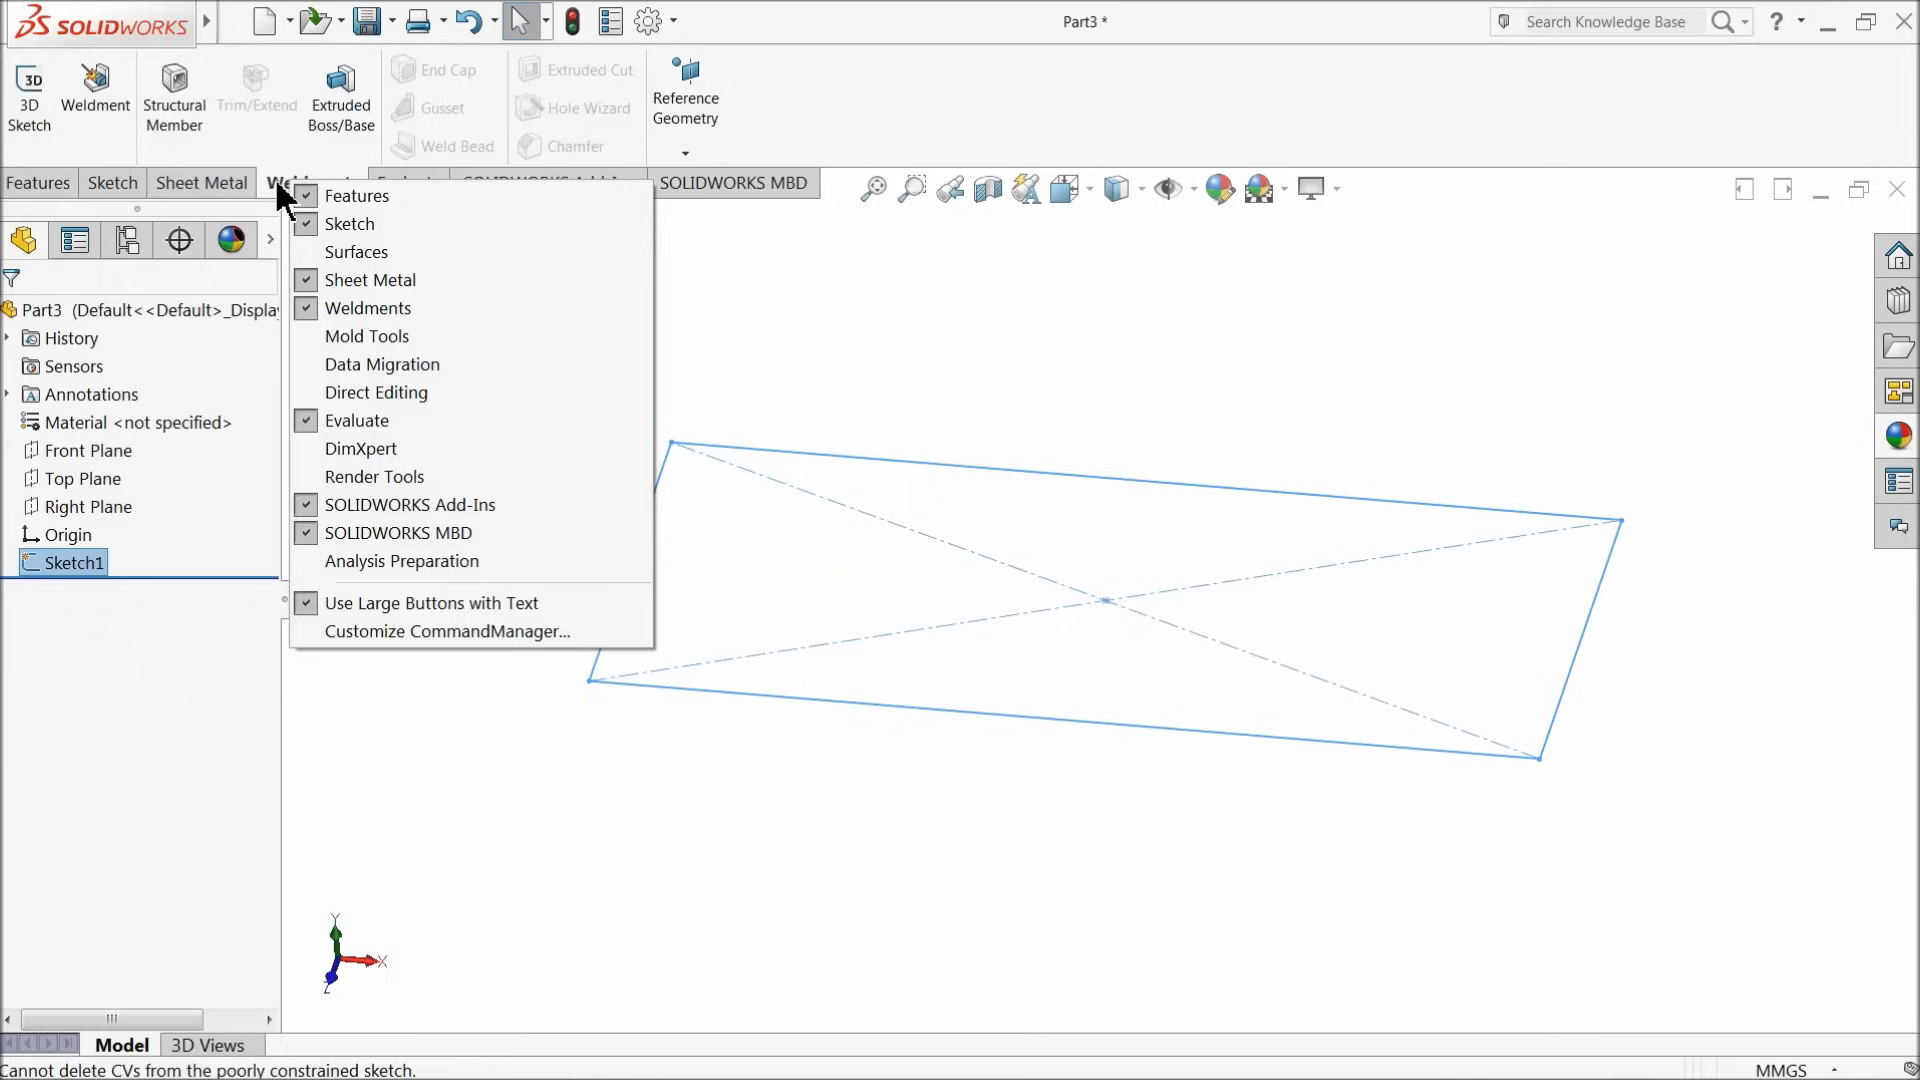 SOLIDWORKS
Part3 *
Search Knowledge Base
?
3D Sketch
Weldment
Structural Member
Trim/Extend
Extruded Boss/Base
End Cap
Gusset
Weld Bead
Extruded Cut
Hole Wizard
Chamfer
Reference Geometry
Features
Sketch
Sheet Metal
SOLIDWORKS MBD
Features
Sketch
Surfaces
Sheet Metal
Weldments
Mold Tools
Data Migration
Direct Editing
Evaluate
DimXpert
Render Tools
SOLIDWORKS Add-Ins
SOLIDWORKS MBD
Analysis Preparation
Use Large Buttons with Text
Customize CommandManager...
Part3 (Default<<Default>_Displa
History
Sensors
Annotations
Material <not specified>
Front Plane
Top Plane
Right Plane
Origin
Sketch1
Y
X
Z
Model
3D Views
Cannot delete CVs from the poorly constrained sketch.
MMGS